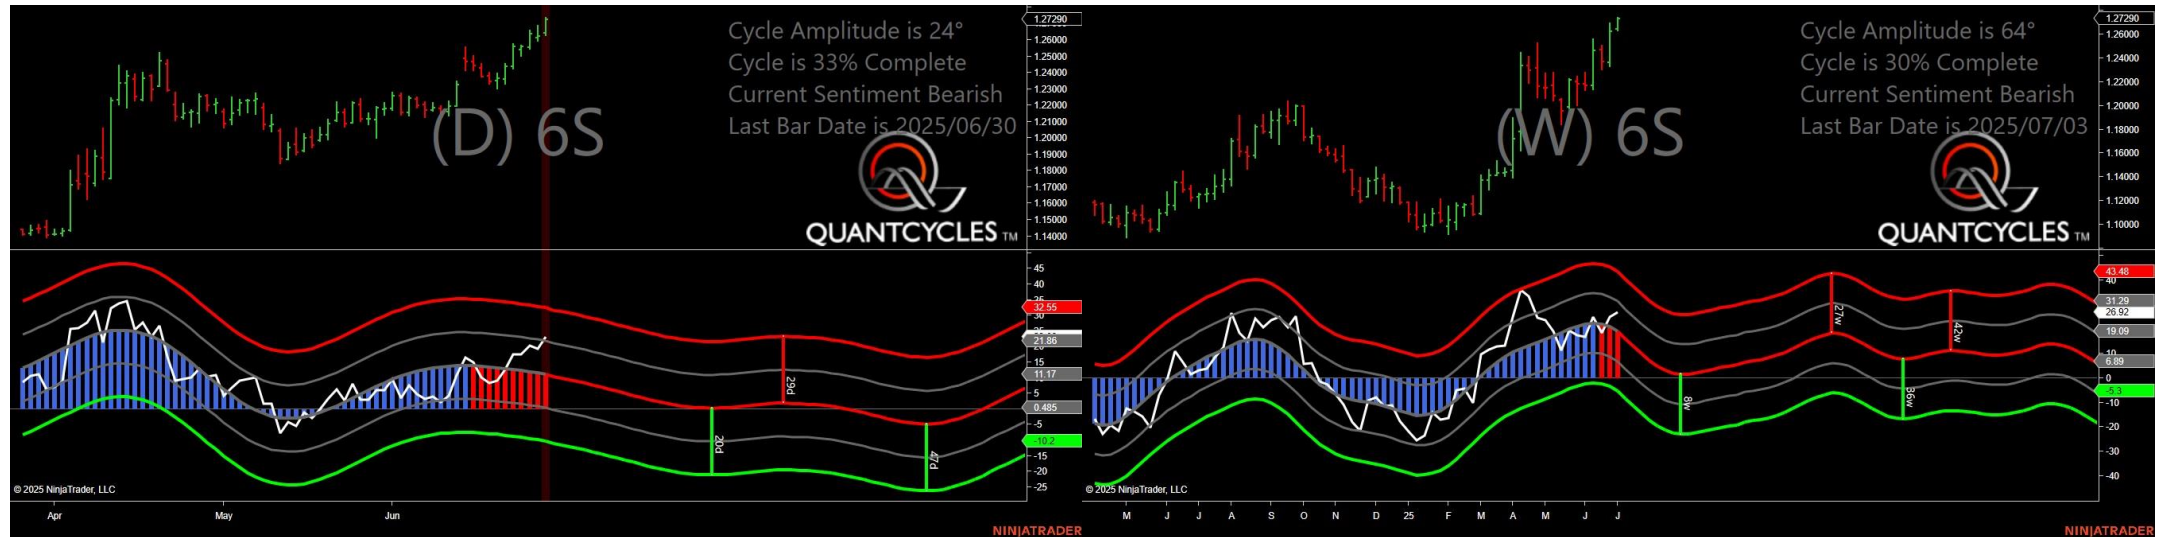 Cycle Amplitude is 24°
Cycle is 33% Complete
Current Sentiment Bearish
Last Bar Date is 2025/06/30
(D) 6S
QUANTCYCLES TM
1.27290
1.26000
1.25000
1.24000
1.23000
1.22000
1.21000
1.20000
1.19000
1.18000
1.17000
1.16000
1.15000
1.14000
45
40
35
32.55
30
25
21.86
15
11.17
5
0.485
-5
-10.2
-15
-20
-25
20d
29d
47d
© 2025 NinjaTrader, LLC
Apr
May
Jun
NINJATRADER
Cycle Amplitude is 64°
Cycle is 30% Complete
Current Sentiment Bearish
Last Bar Date is 2025/07/03
(W) 6S
QUANTCYCLES TM
1.27290
1.26000
1.24000
1.22000
1.20000
1.18000
1.16000
1.14000
1.12000
1.10000
43.48
40
31.29
26.92
19.09
10
6.89
0
-5.3
-10
-20
-30
-40
8w
27w
36w
42w
© 2025 NinjaTrader, LLC
M J J A S O N D 25 F M A M J J
NINJATRADER